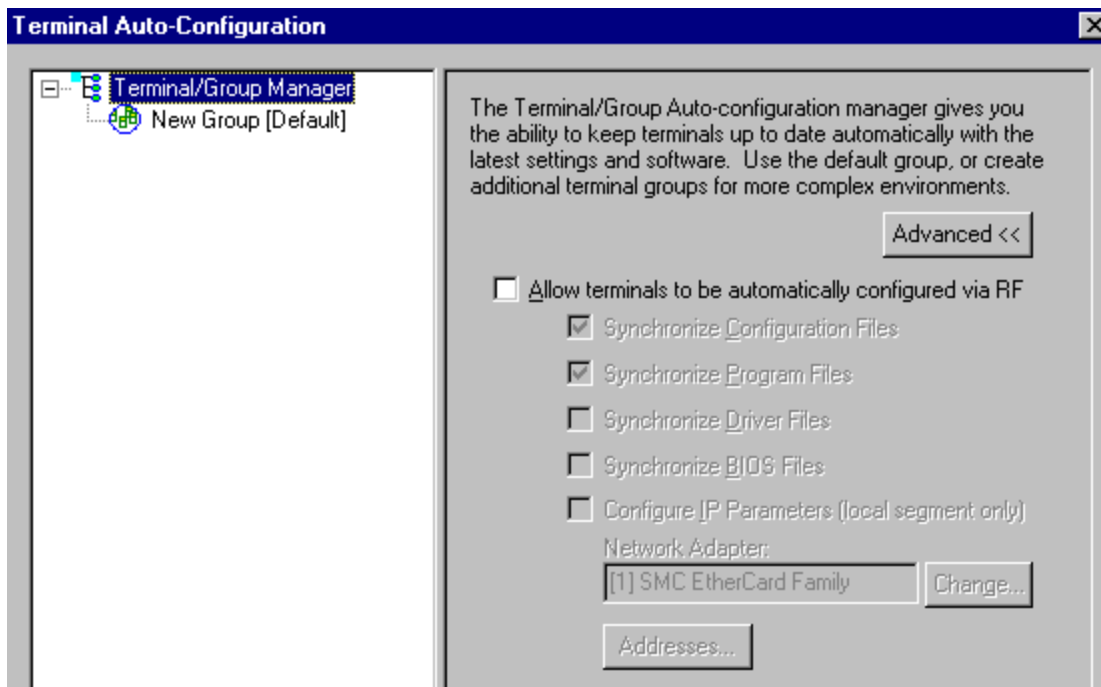 Terminal Auto-Configuration
Terminal/Group Manager
New Group [Default]
The Terminal/Group Auto-configuration manager gives you
the ability to keep terminals up to date automatically with the
latest settings and software.  Use the default group, or create
additional terminal groups for more complex environments.
Advanced <<
Allow terminals to be automatically configured via RF
Synchronize Configuration Files
Synchronize Program Files
Synchronize Driver Files
Synchronize BIOS Files
Configure IP Parameters (local segment only)
Network Adapter:
[1] SMC EtherCard Family
Change...
Addresses...